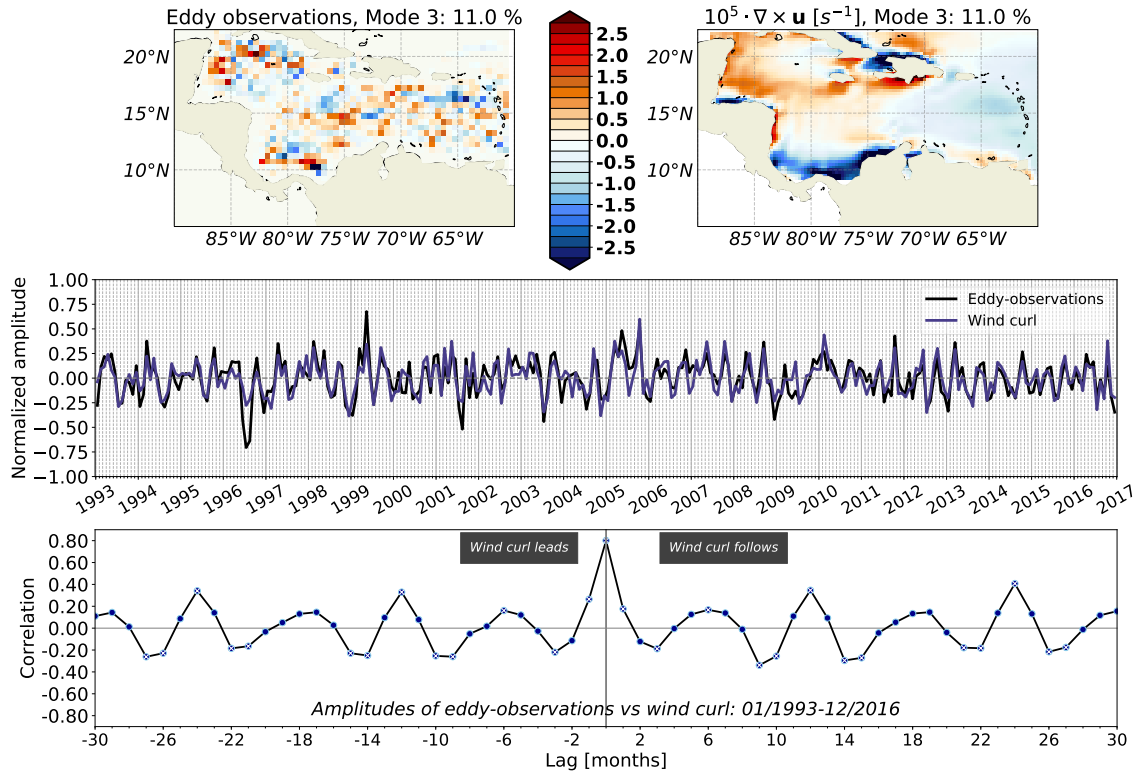 Eddy observations, Mode 3: 11.0 %
20°N
15°N
10°N
85°W 80°W 75°W 70°W 65°W
2.5
2.0
1.5
1.0
0.5
0.0
-0.5
-1.0
-1.5
-2.0
-2.5
10⁵ · ∇ × u [s⁻¹], Mode 3: 11.0 %
20°N
15°N
10°N
85°W 80°W 75°W 70°W 65°W
Normalized amplitude
1.00
0.75
0.50
0.25
0.00
−0.25
−0.50
−0.75
−1.00
Eddy-observations
Wind curl
1993 1994 1995 1996 1997 1998 1999 2000 2001 2002 2003 2004 2005 2006 2007 2008 2009 2010 2011 2012 2013 2014 2015 2016 2017
Correlation
0.80
0.60
0.40
0.20
0.00
-0.20
-0.40
-0.60
-0.80
Wind curl leads
Wind curl follows
Amplitudes of eddy-observations vs wind curl: 01/1993-12/2016
-30 -26 -22 -18 -14 -10 -6 -2 2 6 10 14 18 22 26 30
Lag [months]